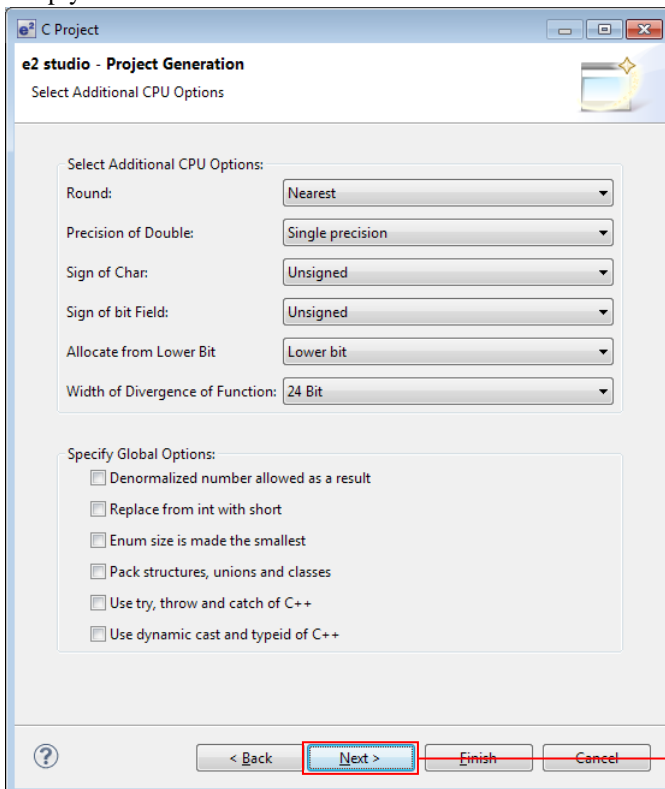 e² C Project
e2 studio - Project Generation
Select Additional CPU Options
Select Additional CPU Options:
Round: Nearest
Precision of Double: Single precision
Sign of Char: Unsigned
Sign of bit Field: Unsigned
Allocate from Lower Bit Lower bit
Width of Divergence of Function: 24 Bit
Specify Global Options:
Denormalized number allowed as a result
Replace from int with short
Enum size is made the smallest
Pack structures, unions and classes
Use try, throw and catch of C++
Use dynamic cast and typeid of C++
? < Back Next > Finish Cancel